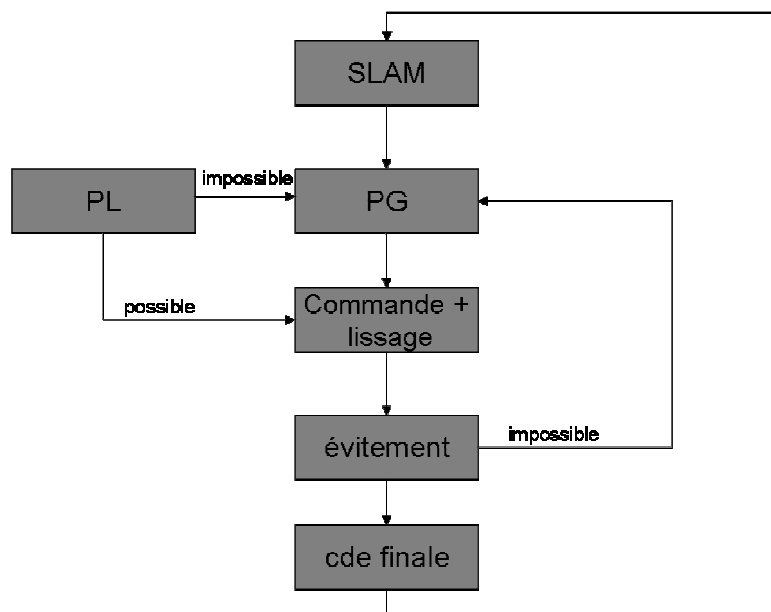 SLAM
impossible
PL
PG
possible
Commande +
lissage
évitement
impossible
cde finale